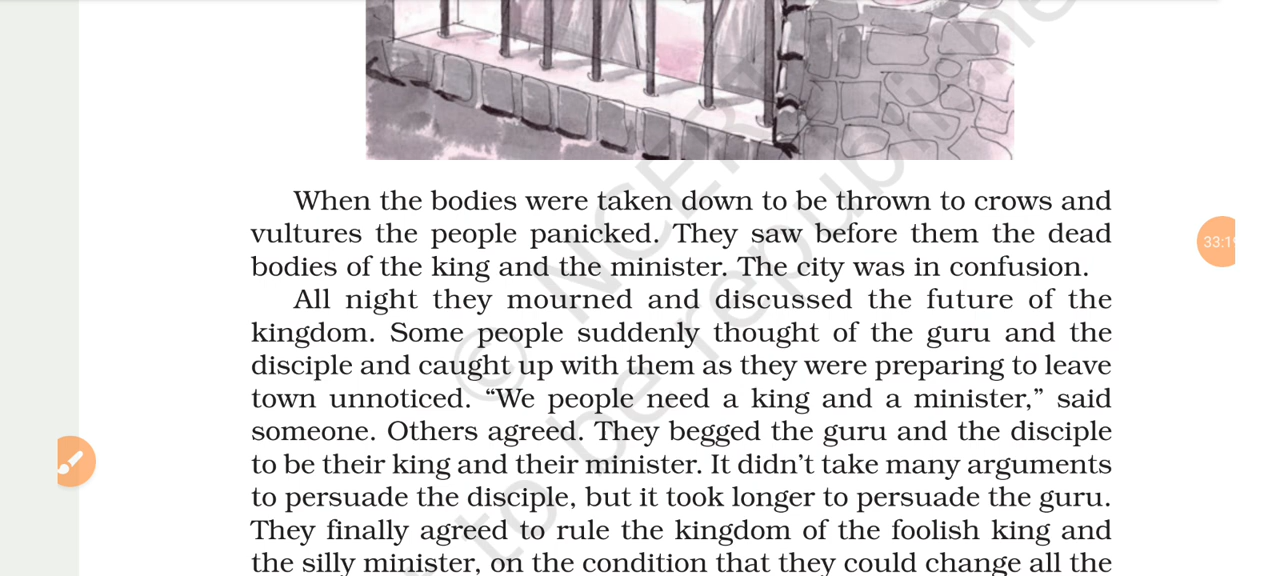 When the bodies were taken down to be thrown to crows and
vultures the people panicked. They saw before them the dead
bodies of the king and the minister. The city was in confusion.
All night they mourned and discussed the future of the
kingdom. Some people suddenly thought of the guru and the
disciple and caught up with them as they were preparing to leave
town unnoticed. “We people need a king and a minister,” said
someone. Others agreed. They begged the guru and the disciple
to be their king and their minister. It didn’t take many arguments
to persuade the disciple, but it took longer to persuade the guru.
They finally agreed to rule the kingdom of the foolish king and
the silly minister, on the condition that they could change all the
© NCERT
to be republished